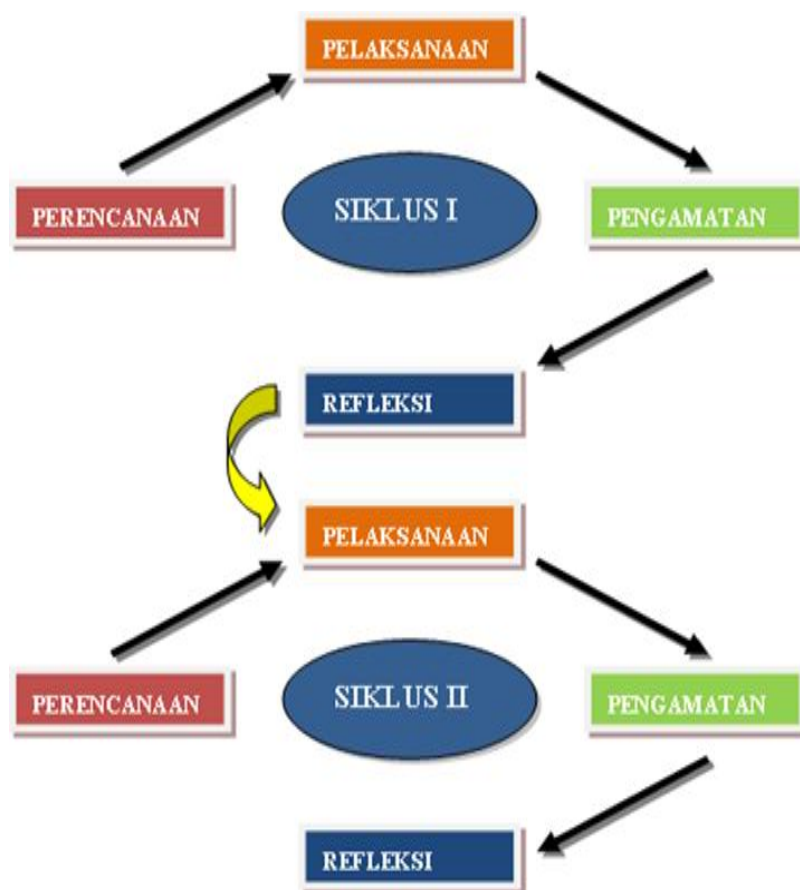 PELAKSANAAN
PERENCANAAN
SIKLUS I
PENGAMATAN
REFLEKSI
PELAKSANAAN
PERENCANAAN
SIKLUS II
PENGAMATAN
REFLEKSI